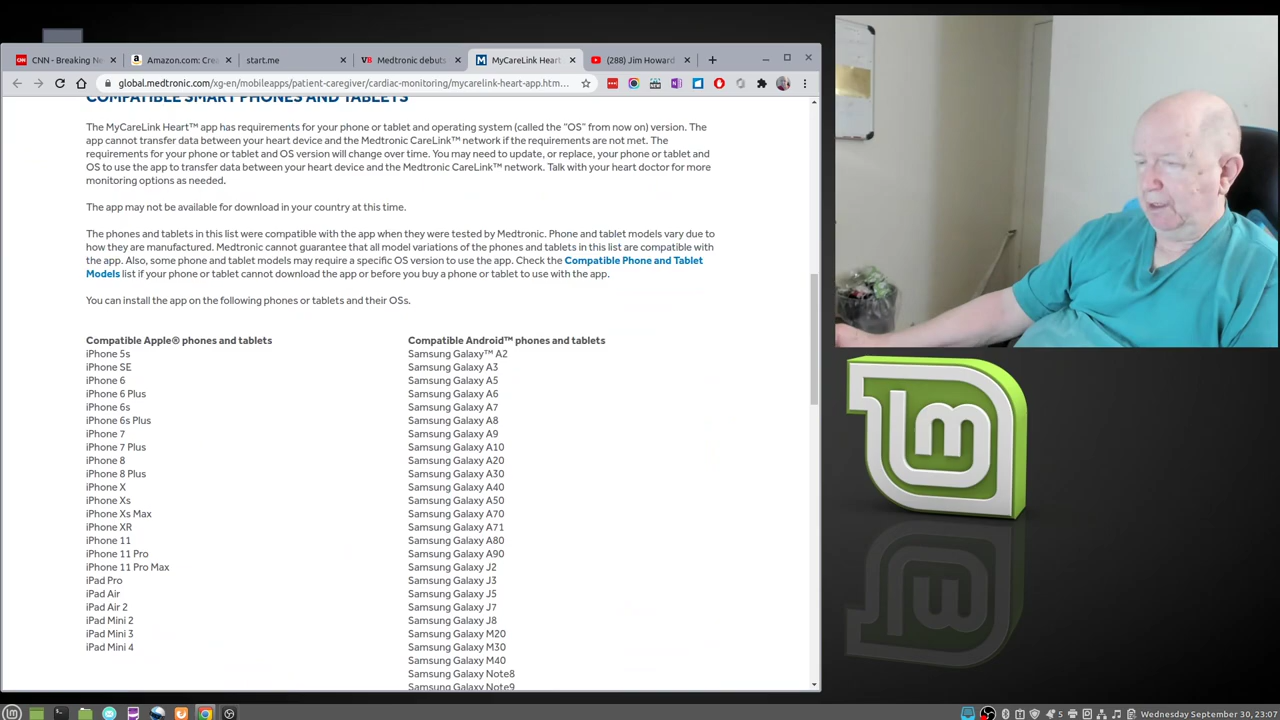 CNN - Breaking Ne
Amazon.com: Crea
start.me
Medtronic debuts
MyCareLink Heart
(288) Jim Howard
global.medtronic.com/xg-en/mobileapps/patient-caregiver/cardiac-monitoring/mycarelink-heart-app.htm…
COMPATIBLE SMART PHONES AND TABLETS
The MyCareLink Heart™ app has requirements for your phone or tablet and operating system (called the “OS” from now on) version. The
app cannot transfer data between your heart device and the Medtronic CareLink™ network if the requirements are not met. The
requirements for your phone or tablet and OS version will change over time. You may need to update, or replace, your phone or tablet and
OS to use the app to transfer data between your heart device and the Medtronic CareLink™ network. Talk with your heart doctor for more
monitoring options as needed.
The app may not be available for download in your country at this time.
The phones and tablets in this list were compatible with the app when they were tested by Medtronic. Phone and tablet models vary due to
how they are manufactured. Medtronic cannot guarantee that all model variations of the phones and tablets in this list are compatible with
the app. Also, some phone and tablet models may require a specific OS version to use the app. Check the Compatible Phone and Tablet
Models list if your phone or tablet cannot download the app or before you buy a phone or tablet to use with the app.
You can install the app on the following phones or tablets and their OSs.
Compatible Apple® phones and tablets
iPhone 5s
iPhone SE
iPhone 6
iPhone 6 Plus
iPhone 6s
iPhone 6s Plus
iPhone 7
iPhone 7 Plus
iPhone 8
iPhone 8 Plus
iPhone X
iPhone Xs
iPhone Xs Max
iPhone XR
iPhone 11
iPhone 11 Pro
iPhone 11 Pro Max
iPad Pro
iPad Air
iPad Air 2
iPad Mini 2
iPad Mini 3
iPad Mini 4
Compatible Android™ phones and tablets
Samsung Galaxy™ A2
Samsung Galaxy A3
Samsung Galaxy A5
Samsung Galaxy A6
Samsung Galaxy A7
Samsung Galaxy A8
Samsung Galaxy A9
Samsung Galaxy A10
Samsung Galaxy A20
Samsung Galaxy A30
Samsung Galaxy A40
Samsung Galaxy A50
Samsung Galaxy A70
Samsung Galaxy A71
Samsung Galaxy A80
Samsung Galaxy A90
Samsung Galaxy J2
Samsung Galaxy J3
Samsung Galaxy J5
Samsung Galaxy J7
Samsung Galaxy J8
Samsung Galaxy M20
Samsung Galaxy M30
Samsung Galaxy M40
Samsung Galaxy Note8
Samsung Galaxy Note9
lm
5
Wednesday September 30, 23:07